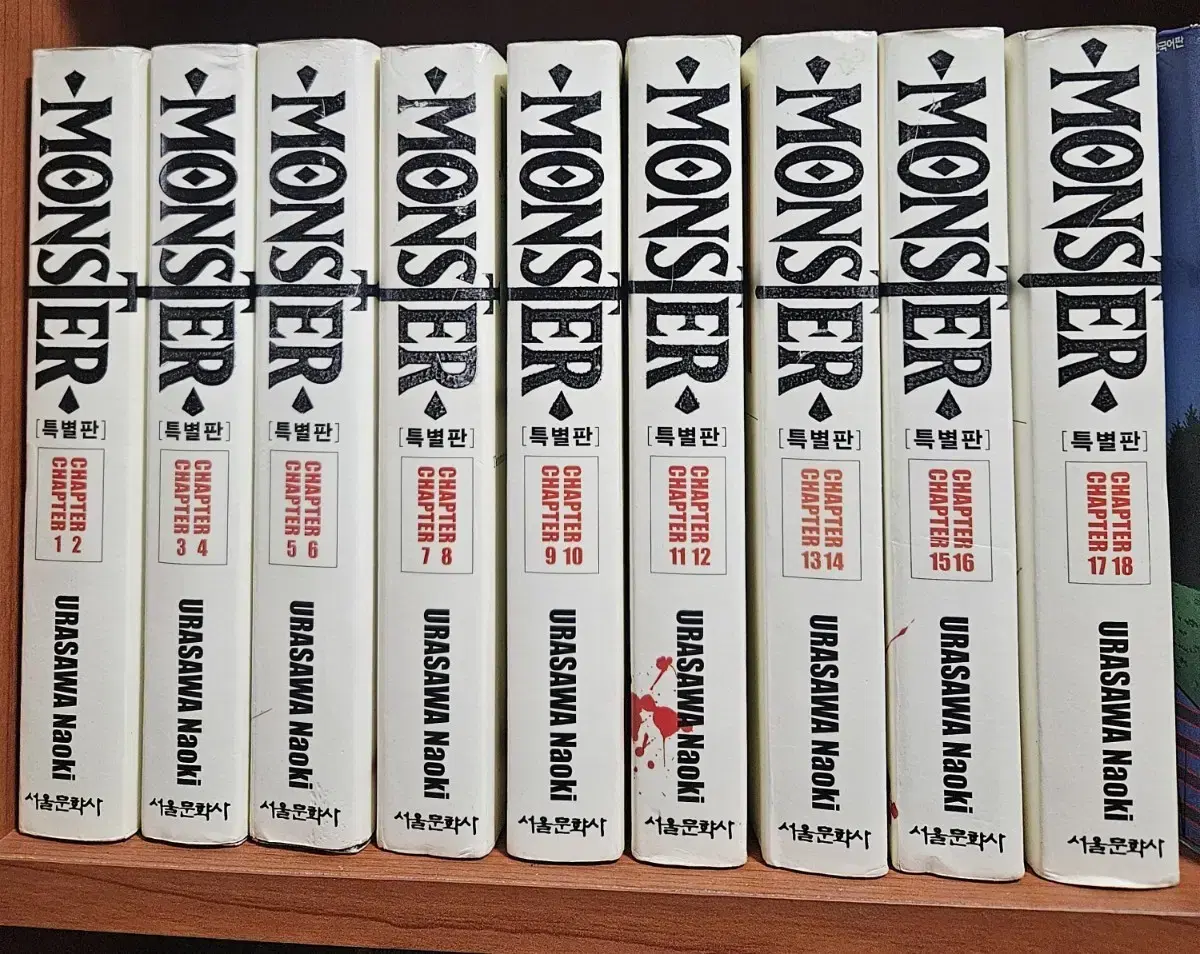 MONSTER
[특별판]
CHAPTER 1
CHAPTER 2
URASAWA Naoki
서울문화사
MONSTER
[특별판]
CHAPTER 3
CHAPTER 4
URASAWA Naoki
서울문화사
MONSTER
[특별판]
CHAPTER 5
CHAPTER 6
URASAWA Naoki
서울문화사
MONSTER
[특별판]
CHAPTER 7
CHAPTER 8
URASAWA Naoki
서울문화사
MONSTER
[특별판]
CHAPTER 9
CHAPTER 10
URASAWA Naoki
서울문화사
MONSTER
[특별판]
CHAPTER 11
CHAPTER 12
URASAWA Naoki
서울문화사
MONSTER
[특별판]
CHAPTER 13
CHAPTER 14
URASAWA Naoki
서울문화사
MONSTER
[특별판]
CHAPTER 15
CHAPTER 16
URASAWA Naoki
서울문화사
MONSTER
[특별판]
CHAPTER 17
CHAPTER 18
URASAWA Naoki
서울문화사